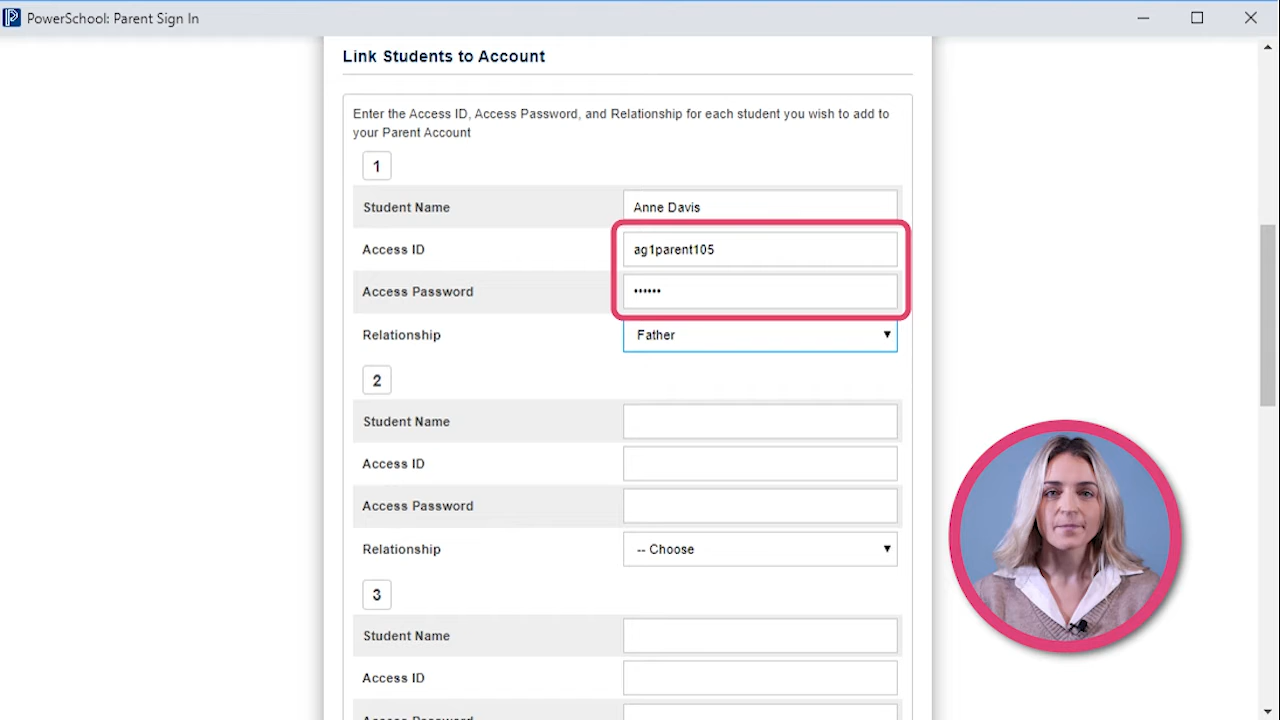 PowerSchool: Parent Sign In
Link Students to Account
Enter the Access ID, Access Password, and Relationship for each student you wish to add to
your Parent Account
1
Student Name
Anne Davis
Access ID
ag1parent105
Access Password
••••••
Relationship
Father
2
Student Name
Access ID
Access Password
Relationship
-- Choose
3
Student Name
Access ID
Access Password